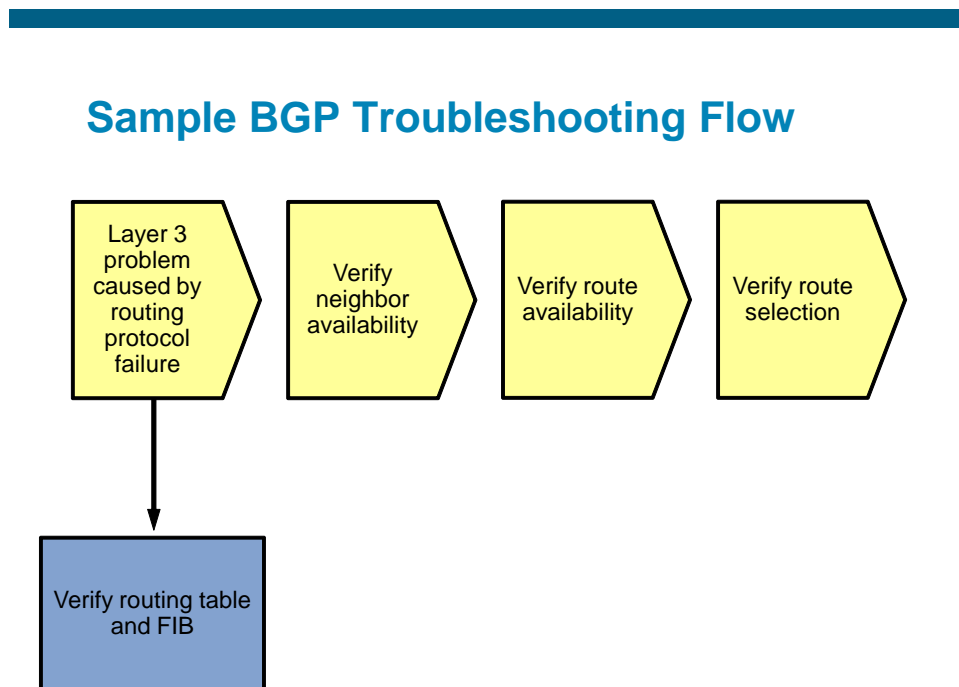 Sample BGP Troubleshooting Flow
Layer 3
problem
caused by
routing
protocol
failure
Verify
neighbor
availability
Verify route
availability
Verify route
selection
Verify routing table
and FIB